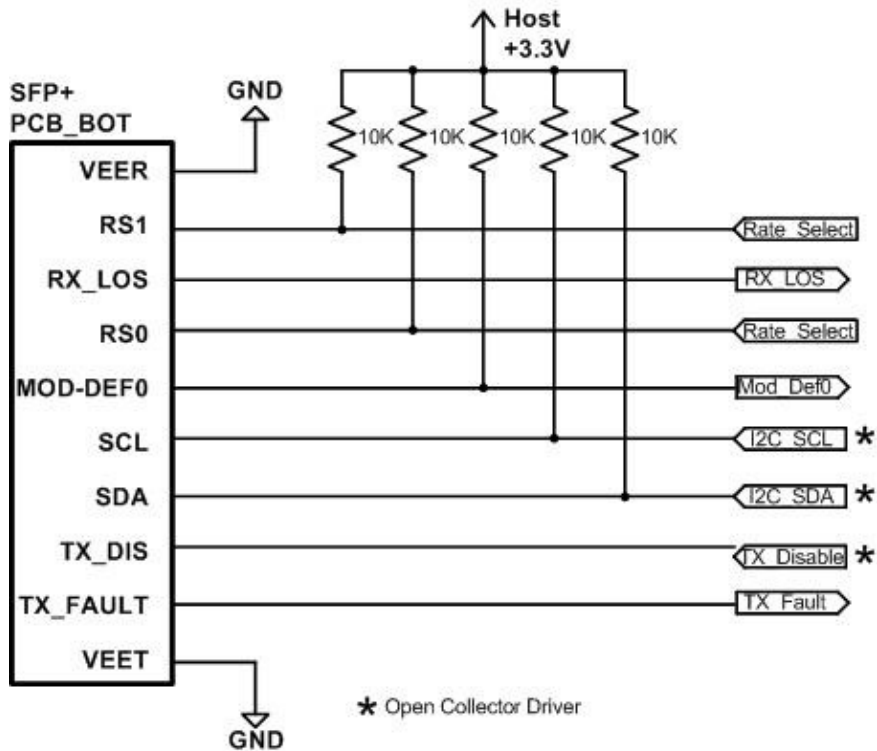 Host
+3.3V
SFP+
PCB_BOT
GND
10K
10K
10K
10K
10K
VEER
RS1
Rate_Select
RX_LOS
RX_LOS
RS0
Rate_Select
MOD-DEF0
Mod_Def0
SCL
I2C_SCL *
SDA
I2C_SDA *
TX_DIS
TX_Disable *
TX_FAULT
TX_Fault
VEET
* Open Collector Driver
GND